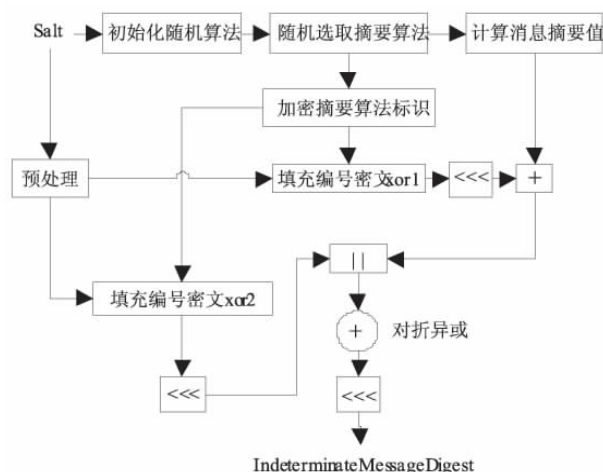 Salt 初始化随机算法 随机选取摘要算法 计算消息摘要值
加密摘要算法标识
预处理 填充编号密文xor1 <<< +
||
填充编号密文xor2
+ 对折异或
<<< <<<
IndeterminateMessageDigest